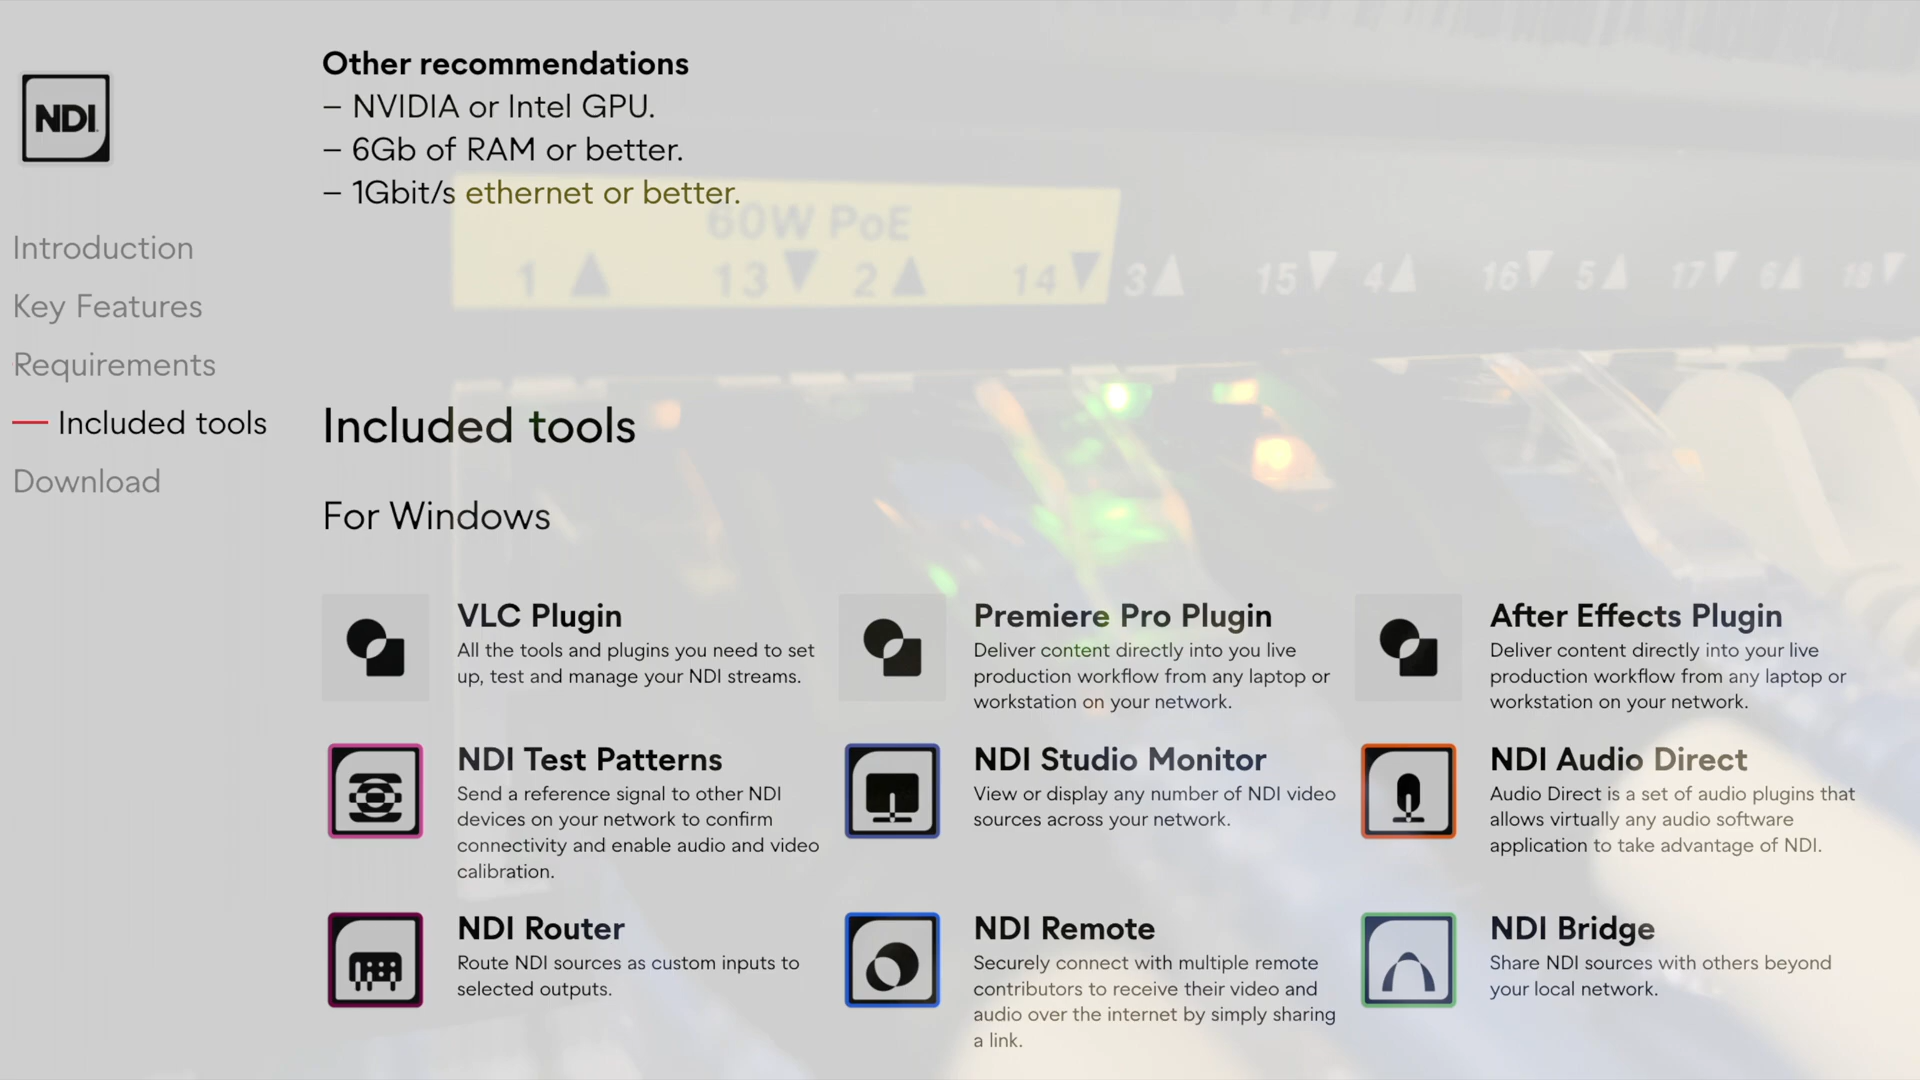 NDI
Introduction
Key Features
Requirements
Included tools
Download
Other recommendations
– NVIDIA or Intel GPU.
– 6Gb of RAM or better.
– 1Gbit/s ethernet or better.
60W PoE
1 ▲ 13 ▼ 2 ▲ 14 ▼ 3 ▲ 15 ▼ 4 ▲ 16 ▼ 5 ▲ 17 ▼ 6 ▲ 18 ▼
Included tools
For Windows
VLC Plugin
All the tools and plugins you need to set
up, test and manage your NDI streams.
Premiere Pro Plugin
Deliver content directly into you live
production workflow from any laptop or
workstation on your network.
After Effects Plugin
Deliver content directly into your live
production workflow from any laptop or
workstation on your network.
NDI Test Patterns
Send a reference signal to other NDI
devices on your network to confirm
connectivity and enable audio and video
calibration.
NDI Studio Monitor
View or display any number of NDI video
sources across your network.
NDI Audio Direct
Audio Direct is a set of audio plugins that
allows virtually any audio software
application to take advantage of NDI.
NDI Router
Route NDI sources as custom inputs to
selected outputs.
NDI Remote
Securely connect with multiple remote
contributors to receive their video and
audio over the internet by simply sharing
a link.
NDI Bridge
Share NDI sources with others beyond
your local network.